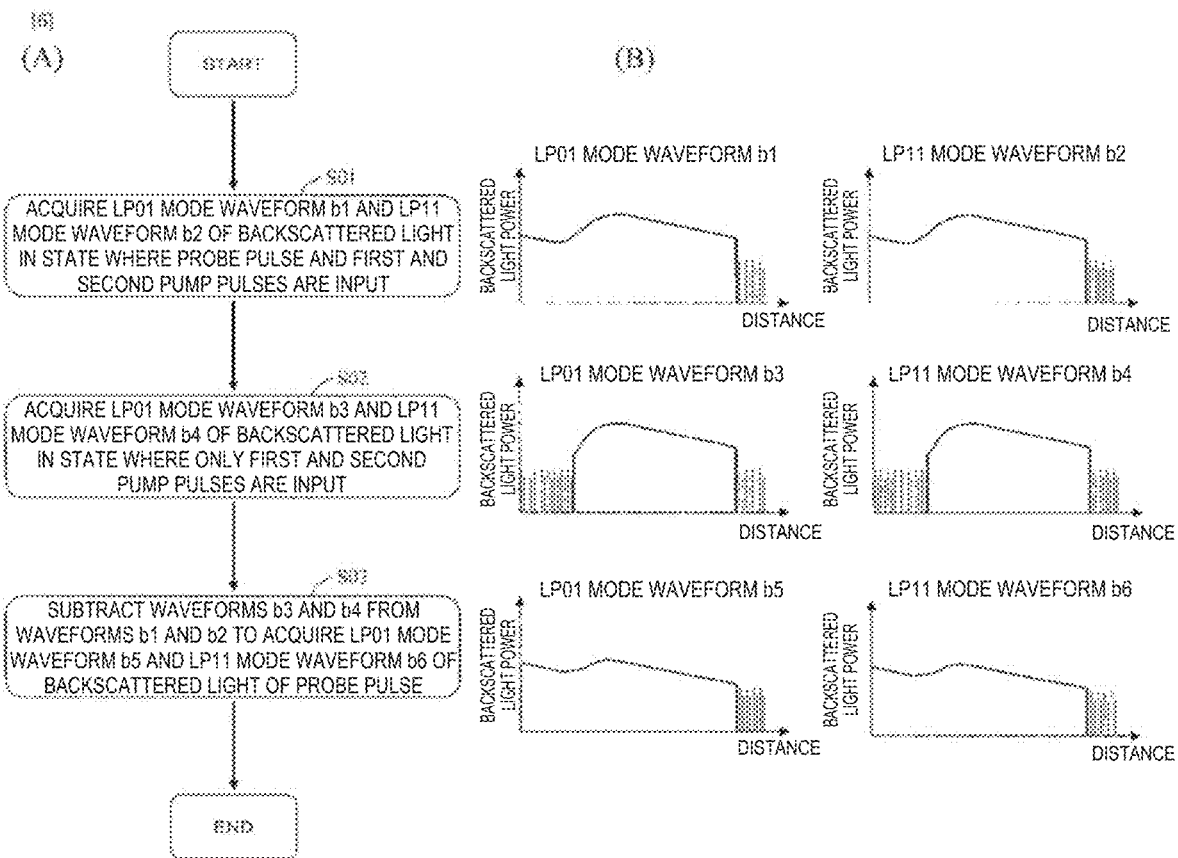 [6]
(A)
START
S01
ACQUIRE LP01 MODE WAVEFORM b1 AND LP11
MODE WAVEFORM b2 OF BACKSCATTERED LIGHT
IN STATE WHERE PROBE PULSE AND FIRST AND
SECOND PUMP PULSES ARE INPUT
S02
ACQUIRE LP01 MODE WAVEFORM b3 AND LP11
MODE WAVEFORM b4 OF BACKSCATTERED LIGHT
IN STATE WHERE ONLY FIRST AND SECOND
PUMP PULSES ARE INPUT
SUBTRACT WAVEFORMS b3 AND b4 FROM
WAVEFORMS b1 AND b2 TO ACQUIRE LP01 MODE
WAVEFORM b5 AND LP11 MODE WAVEFORM b6 OF
BACKSCATTERED LIGHT OF PROBE PULSE
END
(B)
LP01 MODE WAVEFORM b1
BACKSCATTERED
LIGHT POWER
DISTANCE
LP11 MODE WAVEFORM b2
BACKSCATTERED
LIGHT POWER
DISTANCE
LP01 MODE WAVEFORM b3
BACKSCATTERED
LIGHT POWER
DISTANCE
LP11 MODE WAVEFORM b4
BACKSCATTERED
LIGHT POWER
DISTANCE
LP01 MODE WAVEFORM b5
BACKSCATTERED
LIGHT POWER
DISTANCE
LP11 MODE WAVEFORM b6
BACKSCATTERED
LIGHT POWER
DISTANCE